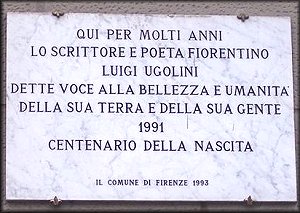 QUI PER MOLTI ANNI
LO SCRITTORE E POETA FIORENTINO
LUIGI UGOLINI
DETTE VOCE ALLA BELLEZZA E UMANITA'
DELLA SUA TERRA E DELLA SUA GENTE
1991
CENTENARIO DELLA NASCITA
IL COMUNE DI FIRENZE 1993